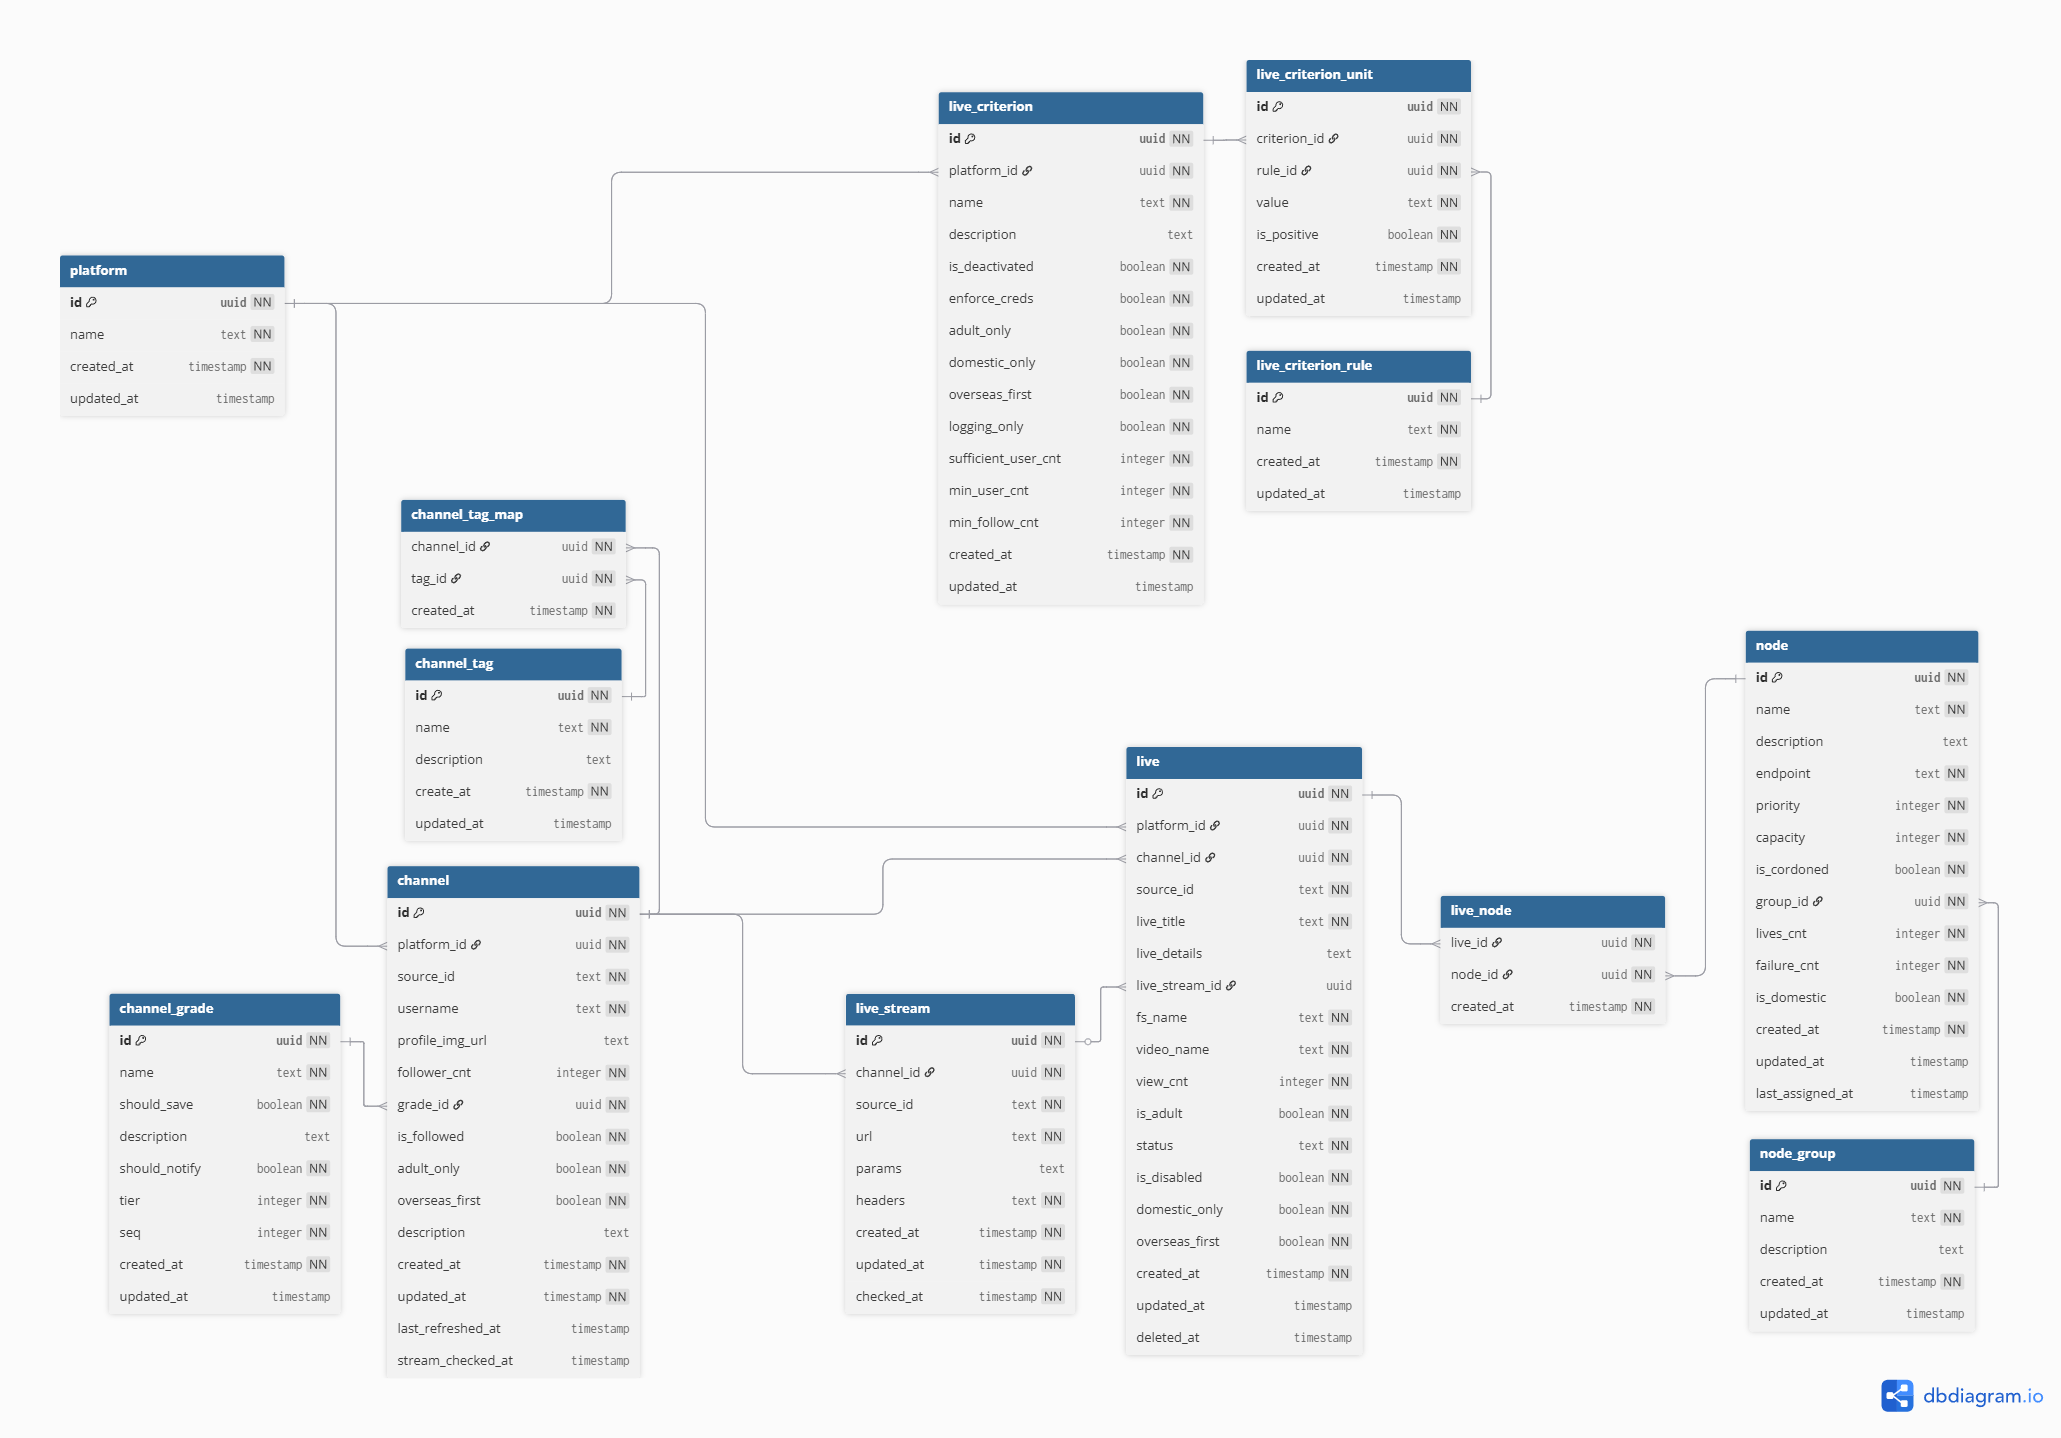 platform
id uuid NN
name text NN
created_at timestamp NN
updated_at timestamp
live_criterion
id uuid NN
platform_id uuid NN
name text NN
description text
is_deactivated boolean NN
enforce_creds boolean NN
adult_only boolean NN
domestic_only boolean NN
overseas_first boolean NN
logging_only boolean NN
sufficient_user_cnt integer NN
min_user_cnt integer NN
min_follow_cnt integer NN
created_at timestamp NN
updated_at timestamp
live_criterion_unit
id uuid NN
criterion_id uuid NN
rule_id uuid NN
value text NN
is_positive boolean NN
created_at timestamp NN
updated_at timestamp
live_criterion_rule
id uuid NN
name text NN
created_at timestamp NN
updated_at timestamp
channel_tag_map
channel_id uuid NN
tag_id uuid NN
created_at timestamp NN
channel_tag
id uuid NN
name text NN
description text
create_at timestamp NN
updated_at timestamp
channel
id uuid NN
platform_id uuid NN
source_id text NN
username text NN
profile_img_url text
follower_cnt integer NN
grade_id uuid NN
is_followed boolean NN
adult_only boolean NN
overseas_first boolean NN
description text
created_at timestamp NN
updated_at timestamp NN
last_refreshed_at timestamp
stream_checked_at timestamp
channel_grade
id uuid NN
name text NN
should_save boolean NN
description text
should_notify boolean NN
tier integer NN
seq integer NN
created_at timestamp NN
updated_at timestamp
live_stream
id uuid NN
channel_id uuid NN
source_id text NN
url text NN
params text
headers text NN
created_at timestamp NN
updated_at timestamp NN
checked_at timestamp NN
live
id uuid NN
platform_id uuid NN
channel_id uuid NN
source_id text NN
live_title text NN
live_details text
live_stream_id uuid
fs_name text NN
video_name text NN
view_cnt integer NN
is_adult boolean NN
status text NN
is_disabled boolean NN
domestic_only boolean NN
overseas_first boolean NN
created_at timestamp NN
updated_at timestamp
deleted_at timestamp
live_node
live_id uuid NN
node_id uuid NN
created_at timestamp NN
node
id uuid NN
name text NN
description text
endpoint text NN
priority integer NN
capacity integer NN
is_cordoned boolean NN
group_id uuid NN
lives_cnt integer NN
failure_cnt integer NN
is_domestic boolean NN
created_at timestamp NN
updated_at timestamp
last_assigned_at timestamp
node_group
id uuid NN
name text NN
description text
created_at timestamp NN
updated_at timestamp
dbdiagram.io